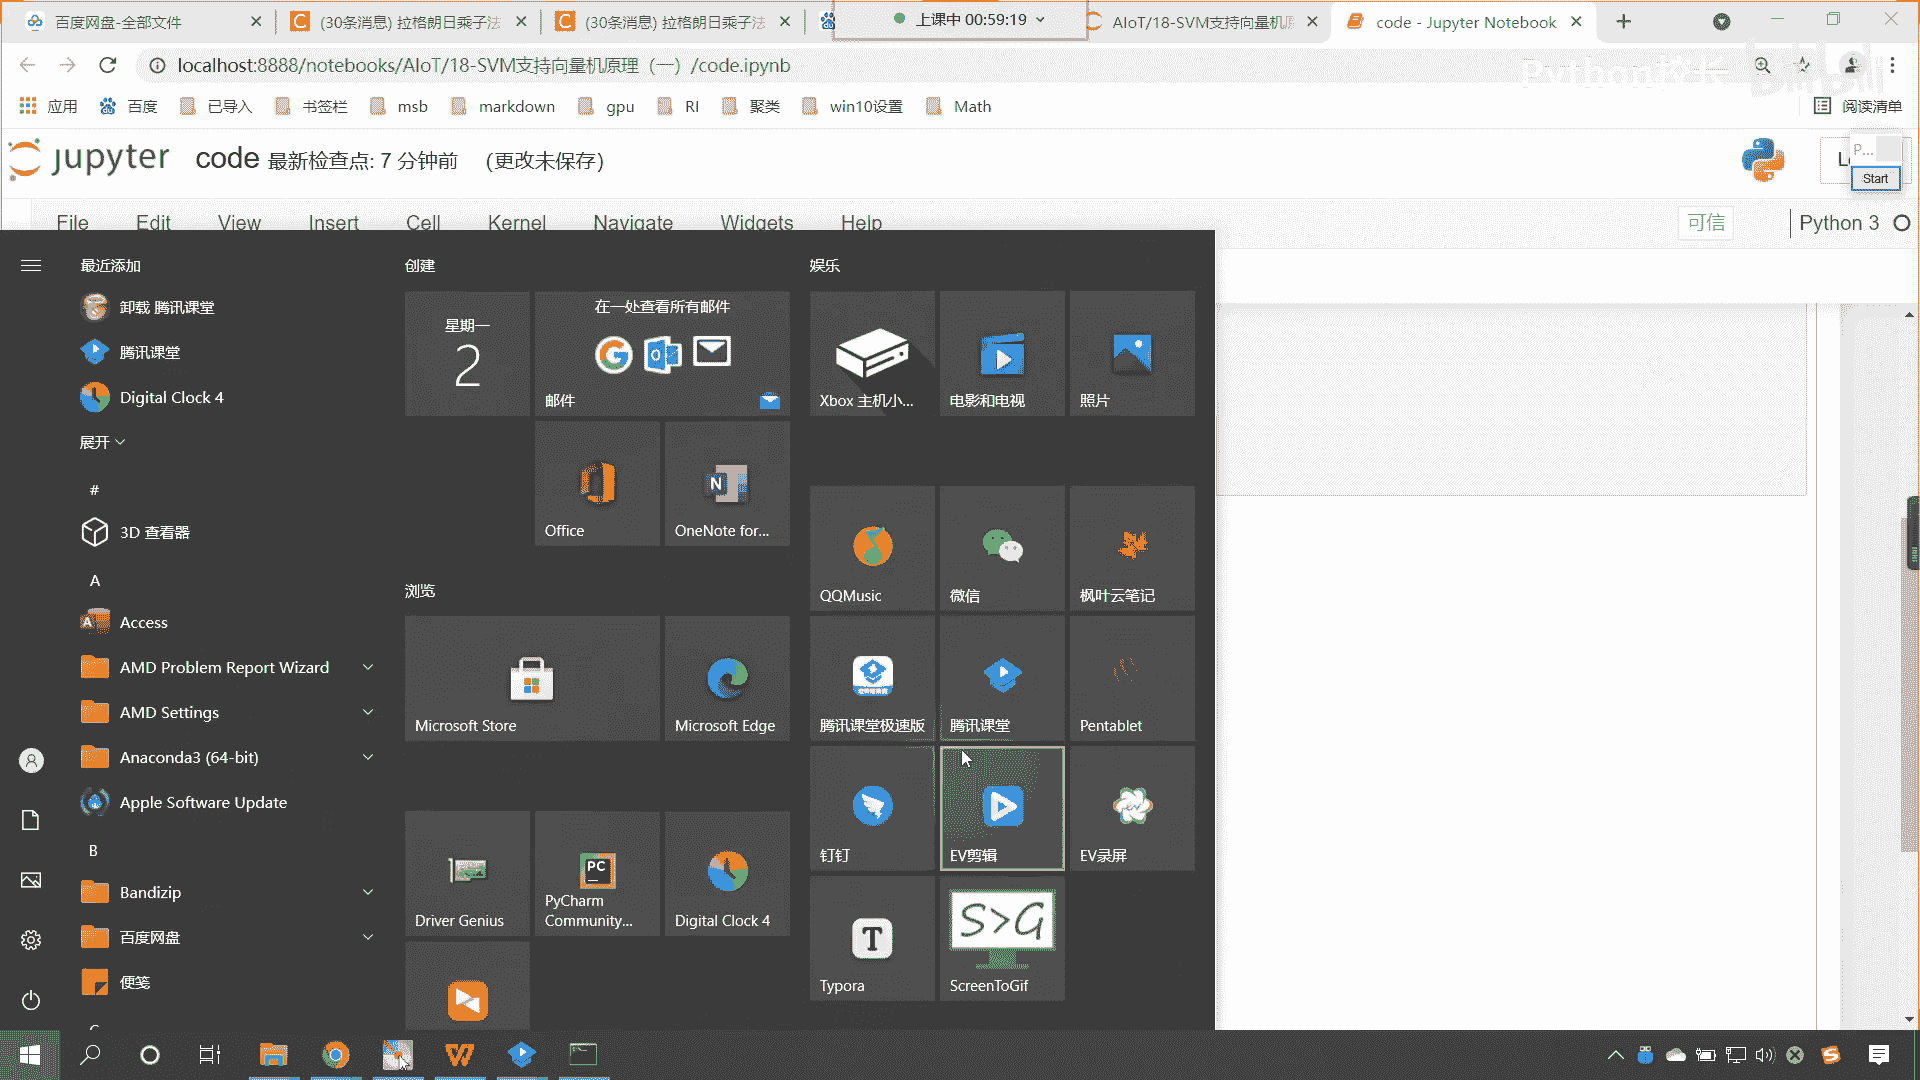 百度网盘-全部文件
(30条消息) 拉格朗日乘子法
(30条消息) 拉格朗日乘子法
上课中 00:59:19
AIoT/18-SVM支持向量机原
code - Jupyter Notebook
localhost:8888/notebooks/AIoT/18-SVM支持向量机原理（一）/code.ipynb
Python校长
bilibili
应用
百度
已导入
书签栏
msb
markdown
gpu
RI
聚类
win10设置
Math
阅读清单
jupyter
code 最新检查点: 7 分钟前 (更改未保存)
P...
Start
File
Edit
View
Insert
Cell
Kernel
Navigate
Widgets
Help
可信
Python 3
最近添加
卸载 腾讯课堂
腾讯课堂
Digital Clock 4
展开
#
3D 查看器
A
Access
AMD Problem Report Wizard
AMD Settings
Anaconda3 (64-bit)
Apple Software Update
B
Bandizip
百度网盘
便笺
创建
星期一
2
在一处查看所有邮件
邮件
Office
OneNote for...
浏览
Microsoft Store
Microsoft Edge
Driver Genius
PyCharm
Community...
Digital Clock 4
娱乐
Xbox 主机小...
电影和电视
照片
QQMusic
微信
枫叶云笔记
腾讯课堂极速版
腾讯课堂
Pentablet
钉钉
EV剪辑
EV录屏
Typora
S>G
ScreenToGif